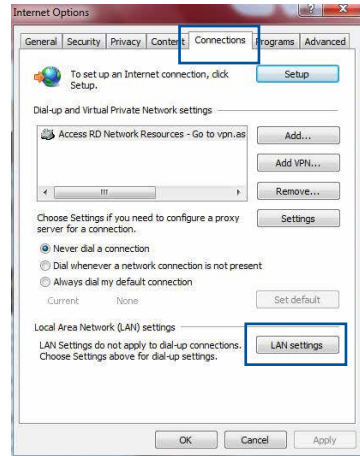 Internet Options
General Security Privacy Content Connections Programs Advanced
To set up an Internet connection, click
Setup.
Setup
Dial-up and Virtual Private Network settings
Access RD Network Resources - Go to vpn.as
Add...
Add VPN...
Remove...
Choose Settings if you need to configure a proxy
server for a connection.
Settings
Never dial a connection
Dial whenever a network connection is not present
Always dial my default connection
Current None
Set default
Local Area Network (LAN) settings
LAN Settings do not apply to dial-up connections.
Choose Settings above for dial-up settings.
LAN settings
OK Cancel Apply